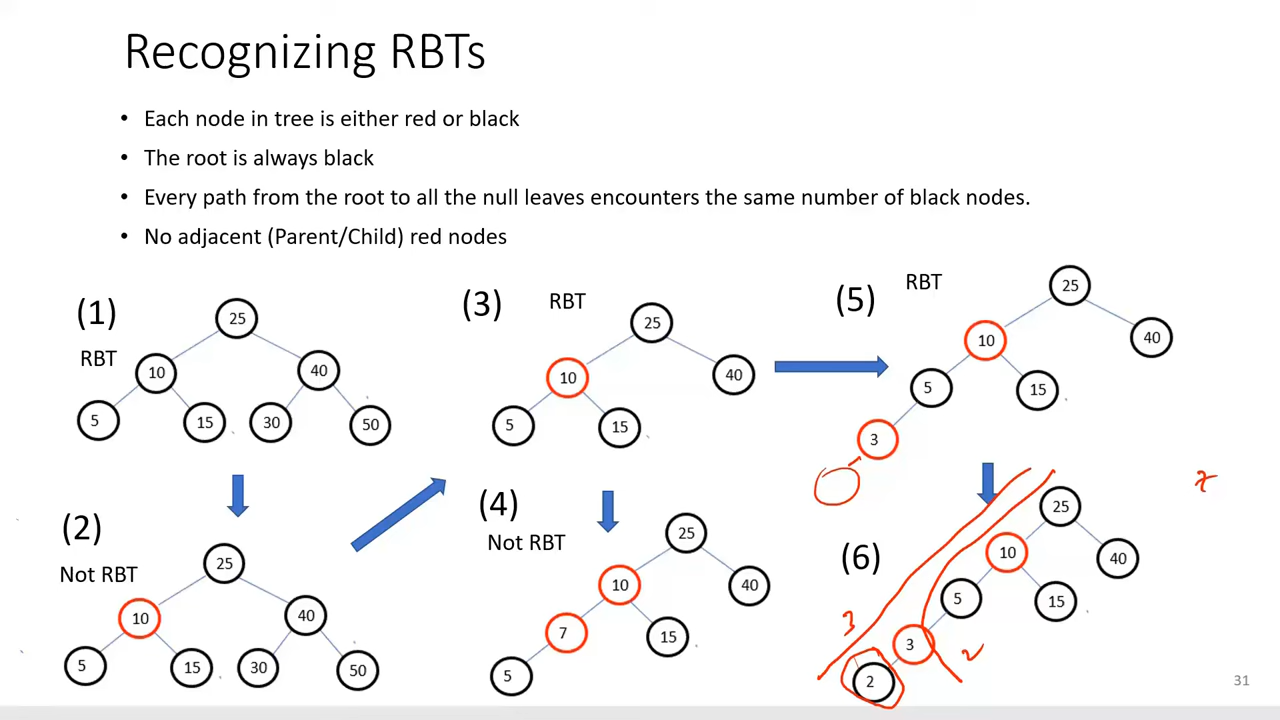 Recognizing RBTs
• Each node in tree is either red or black
• The root is always black
• Every path from the root to all the null leaves encounters the same number of black nodes.
• No adjacent (Parent/Child) red nodes
(1)
RBT
25
10 40
5 15 30 50
(2)
Not RBT
25
10 40
5 15 30 50
(3)
RBT
25
10 40
5 15
(4)
Not RBT
25
10 40
7 15
5
(5)
RBT
25
10 40
5 15
3
(6)
25
10 40
5 15
3
2
3
2
31